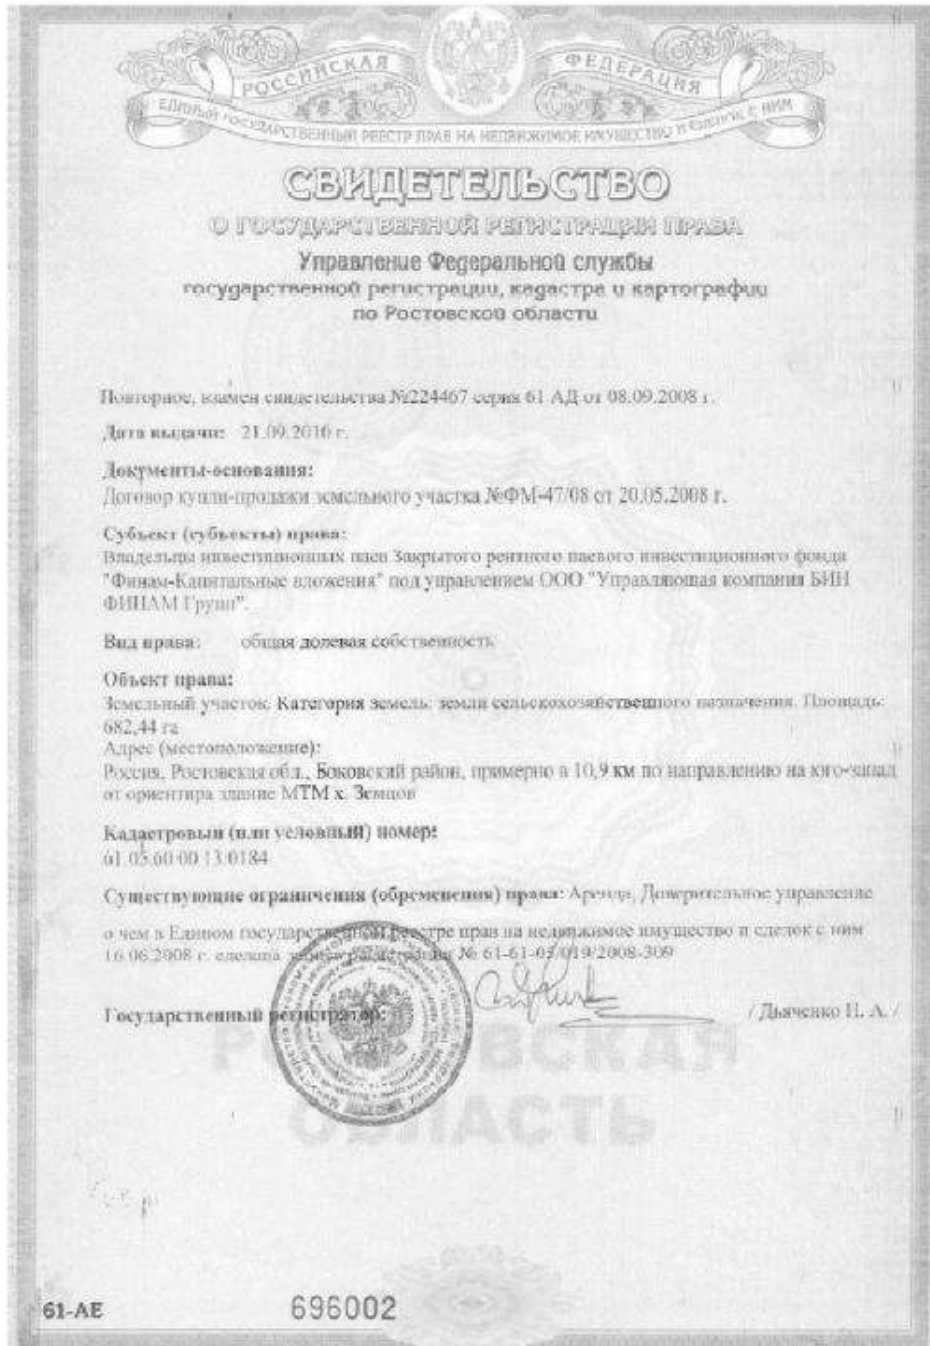 РОССИЙСКАЯ ФЕДЕРАЦИЯ
ЕДИНЫЙ ГОСУДАРСТВЕННЫЙ РЕЕСТР ПРАВ НА НЕДВИЖИМОЕ ИМУЩЕСТВО И СДЕЛОК С НИМ
СВИДЕТЕЛЬСТВО
О ГОСУДАРСТВЕННОЙ РЕГИСТРАЦИИ ПРАВА
Управление Федеральной службы
государственной регистрации, кадастра и картографии
по Ростовской области
Повторное, взамен свидетельства №224467 серия 61 АД от 08.09.2008 г.
Дата выдачи: 21.09.2010 г.
Документы-основания:
Договор купли-продажи земельного участка №ФМ-47/08 от 20.05.2008 г.
Субъект (субъекты) права:
Владельцы инвестиционных паев Закрытого рентного паевого инвестиционного фонда
"Финам-Капитальные вложения" под управлением ООО "Управляющая компания БИН
ФИНАМ Групп".
Вид права: общая долевая собственность
Объект права:
Земельный участок. Категория земель: земли сельскохозяйственного назначения. Площадь:
682,44 га
Адрес (местоположение):
Россия, Ростовская обл., Боковский район, примерно в 10,9 км по направлению на юго-запад
от ориентира здание МТМ х. Земцов
Кадастровый (или условный) номер:
61:05:60 00 13:0184
Существующие ограничения (обременения) права: Аренда, Доверительное управление
о чем в Едином государственном реестре прав на недвижимое имущество и сделок с ним
16.06.2008 г. сделана запись регистрации № 61-61-05/019/2008-309
Государственный регистратор: / Дьяченко Н. А. /
РОСТОВСКАЯ
ОБЛАСТЬ
61-АЕ 696002